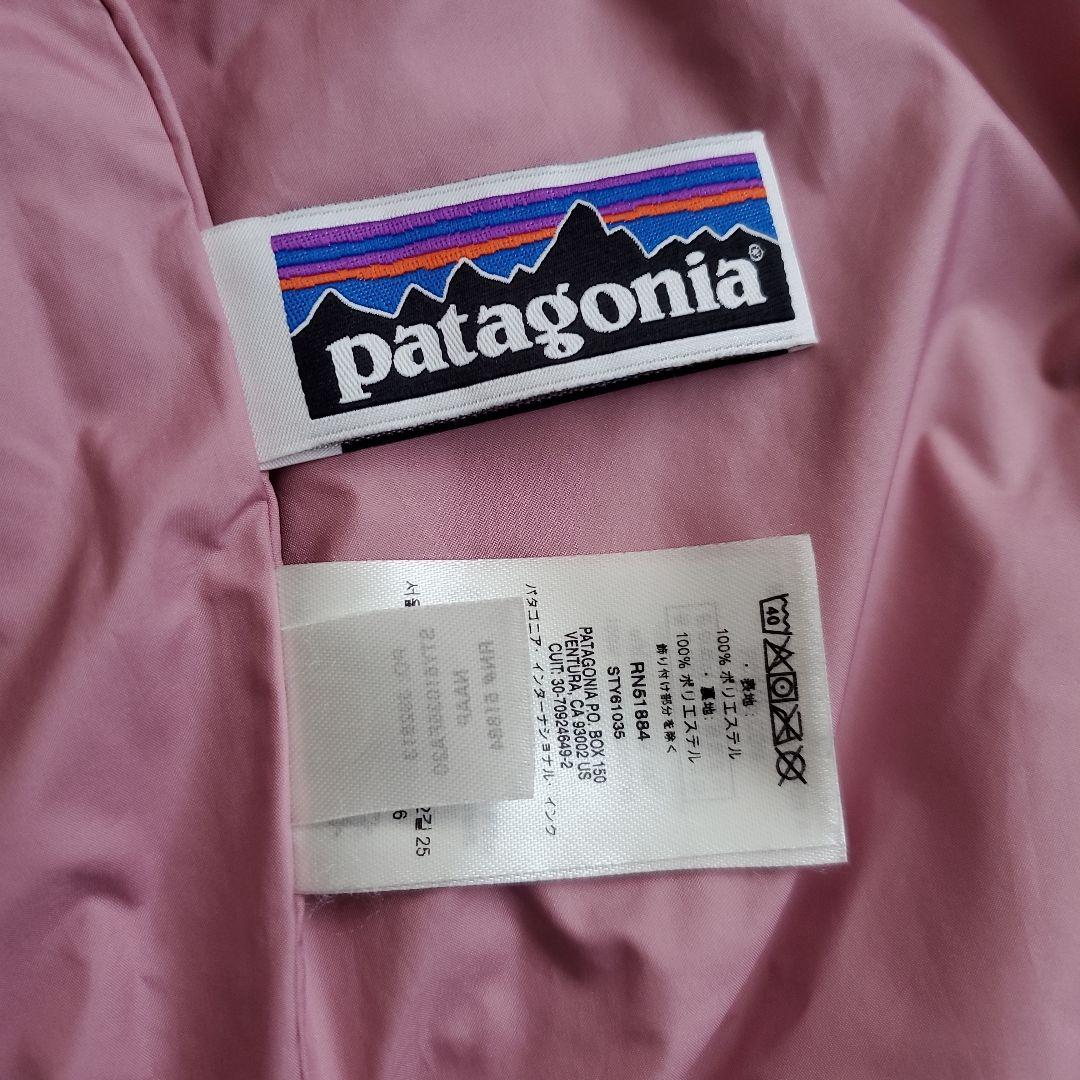 patagonia®
40
・表地:
100% ポリエステル
・裏地:
100% ポリエステル
飾り付け部分を除く
RN51884
STY61035
PATAGONIA P.O. BOX 150
VENTURA, CA 93002 US
CUIT: 30-70924649-2
パタゴニア・インターナショナル・インク
25
6